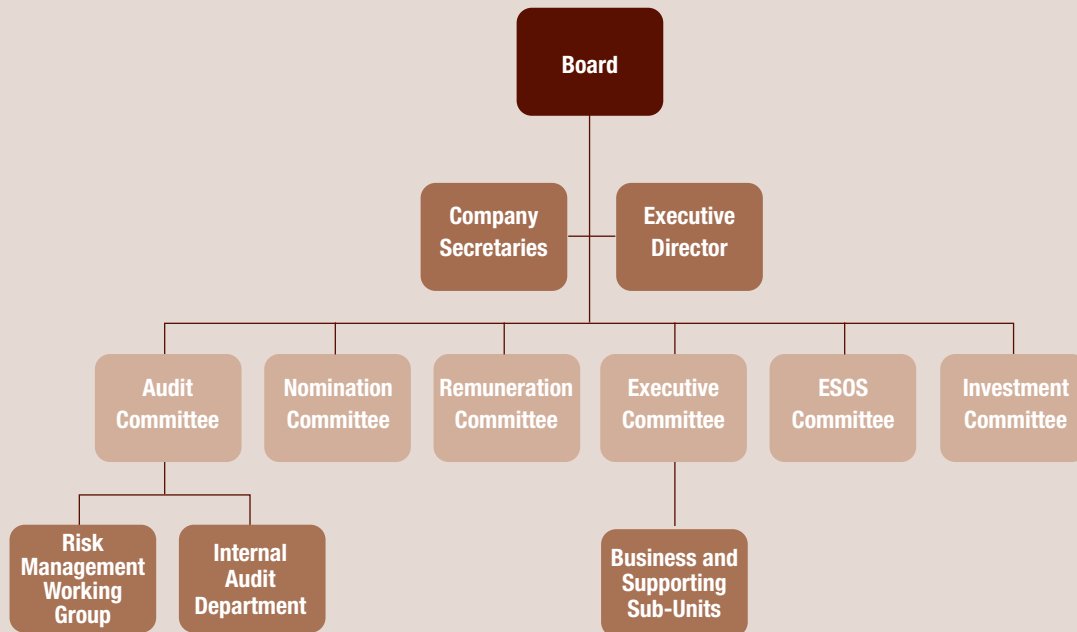 Board
Company
Secretaries
Executive
Director
Audit
Committee
Nomination
Committee
Remuneration
Committee
Executive
Committee
ESOS
Committee
Investment
Committee
Risk
Management
Working
Group
Internal
Audit
Department
Business and
Supporting
Sub-Units